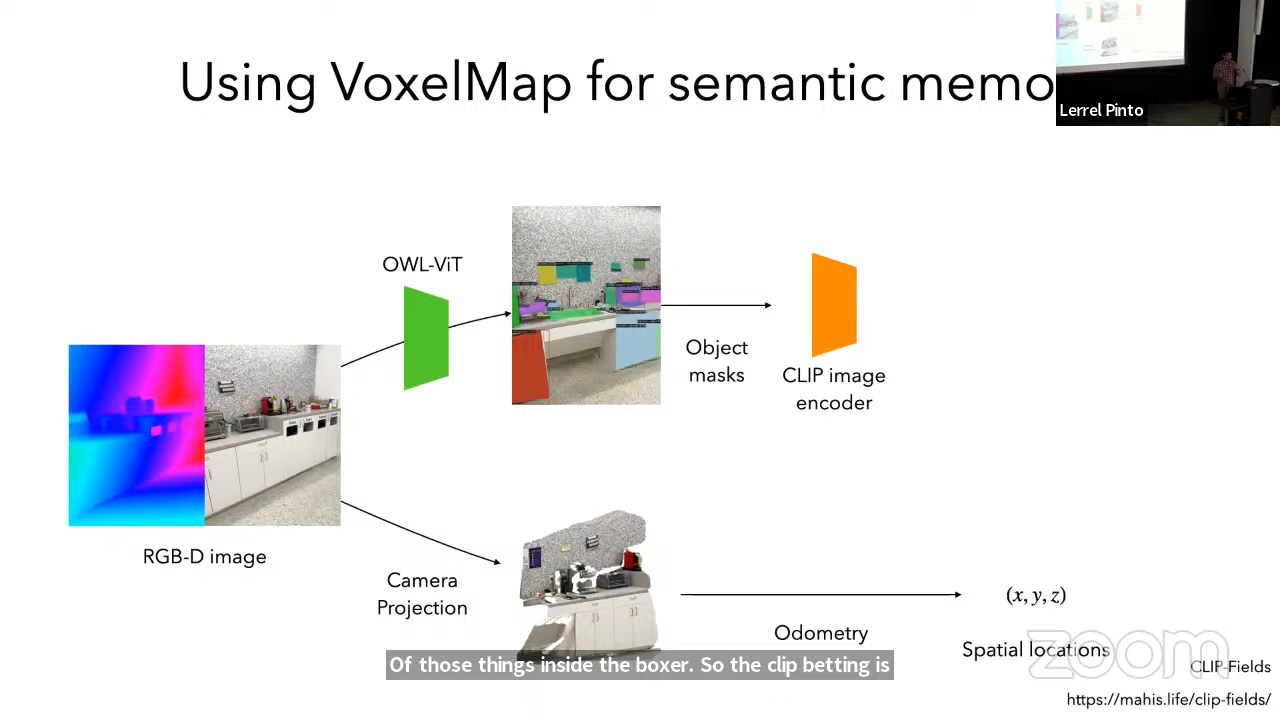 Using VoxelMap for semantic memo
Lerrel Pinto
OWL-ViT
Object
masks
CLIP image
encoder
RGB-D image
Camera
Projection
Odometry
(x, y, z)
Spatial locations
Of those things inside the boxer. So the clip betting is
zoom
CLIP-Fields
https://mahis.life/clip-fields/